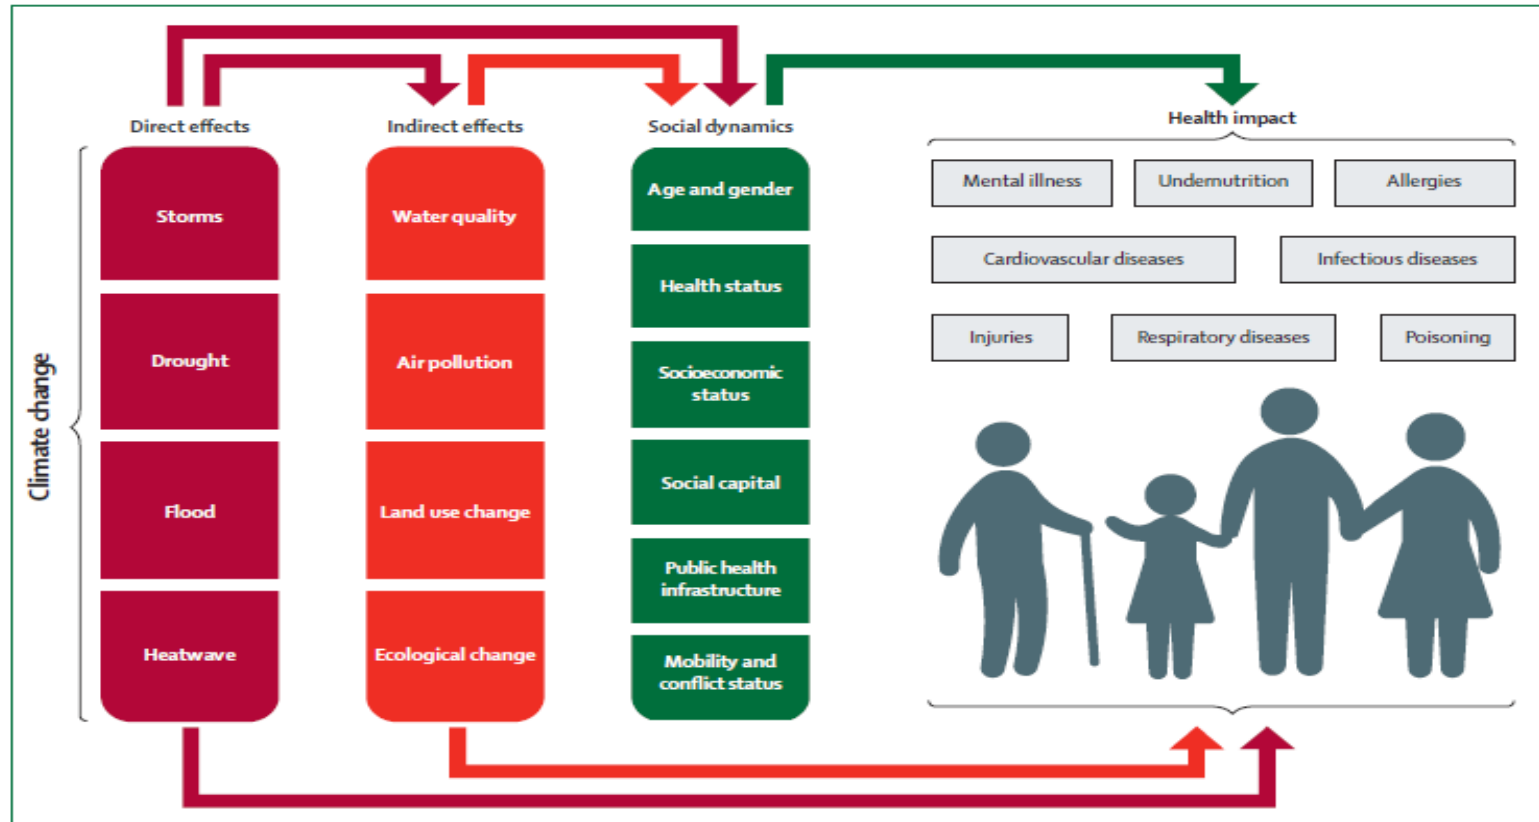 Direct effects
Indirect effects
Social dynamics
Health impact
Climate change
Storms
Drought
Flood
Heatwave
Water quality
Air pollution
Land use change
Ecological change
Age and gender
Health status
Socioeconomic
status
Social capital
Public health
infrastructure
Mobility and
conflict status
Mental illness
Undernutrition
Allergies
Cardiovascular diseases
Infectious diseases
Injuries
Respiratory diseases
Poisoning